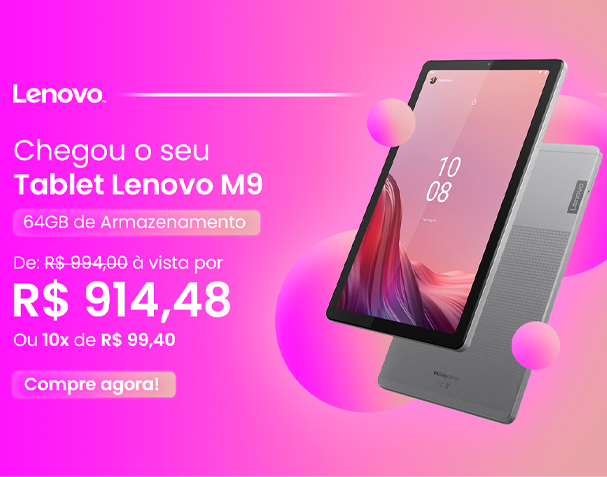 Lenovo
Chegou o seu
Tablet Lenovo M9
64GB de Armazenamento
De: R$ 994,00 à vista por
R$ 914,48
Ou 10x de R$ 99,40
Compre agora!
10
08
Lenovo